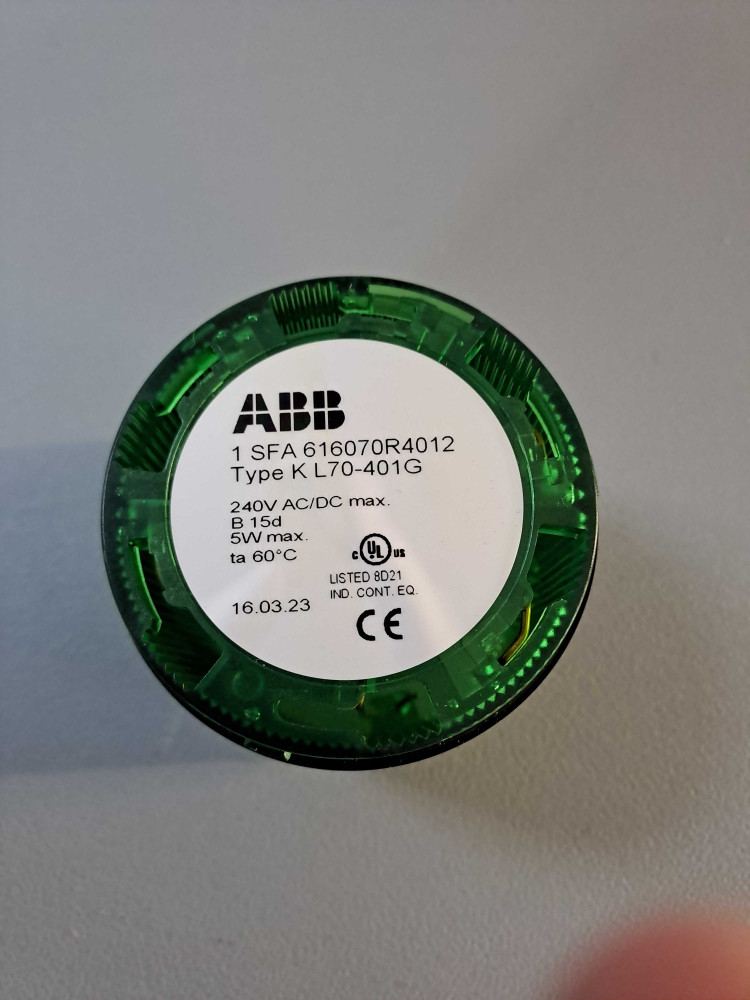 ABB
1 SFA 616070R4012
Type K L70-401G
240V AC/DC max.
B 15d
5W max.
ta 60°C
c UL us
LISTED 8D21
IND. CONT. EQ.
16.03.23
CE